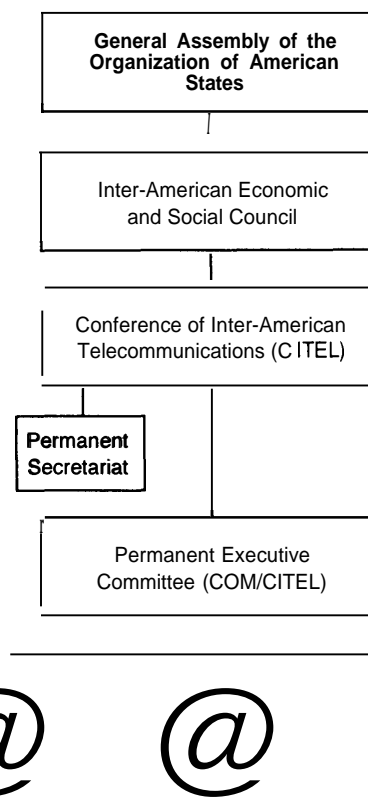 General Assembly of the
Organization of American
States
Inter-American Economic
and Social Council
Conference of Inter-American
Telecommunications (CITEL)
Permanent
Secretariat
Permanent Executive
Committee (COM/CITEL)
@ @